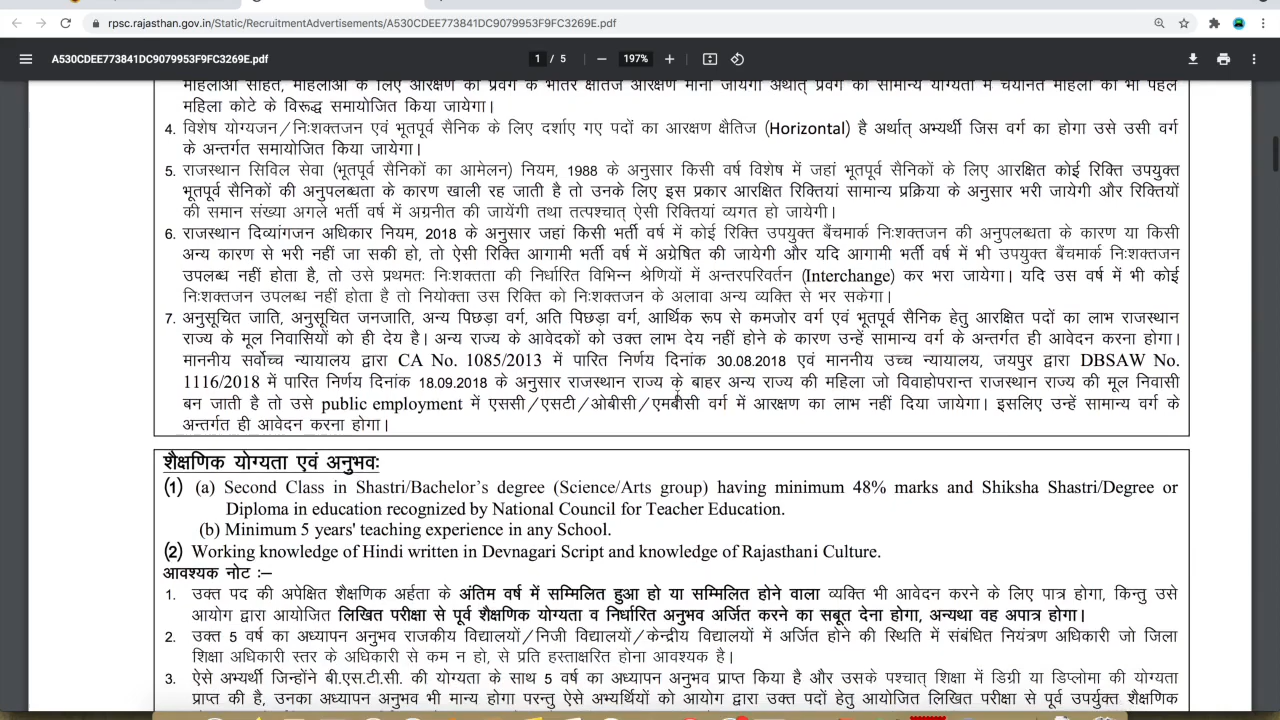 rpsc.rajasthan.gov.in/Static/RecruitmentAdvertisements/A530CDEE773841DC9079953F9FC3269E.pdf
A530CDEE773841DC9079953F9FC3269E.pdf
1 / 5
197%
महिलाओं सहित, महिलाओं के लिए आरक्षण को प्रवर्ग के भीतर क्षैतिज आरक्षण माना जायेगा अर्थात् प्रवर्ग की सामान्य योग्यता में चयनित महिला को भी पहले
महिला कोटे के विरूद्ध समायोजित किया जायेगा।
4. विशेष योग्यजन/निःशक्तजन एवं भूतपूर्व सैनिक के लिए दर्शाए गए पदों का आरक्षण क्षैतिज (Horizontal) है अर्थात् अभ्यर्थी जिस वर्ग का होगा उसे उसी वर्ग
के अन्तर्गत समायोजित किया जायेगा।
5. राजस्थान सिविल सेवा (भूतपूर्व सैनिकों का आमेलन) नियम, 1988 के अनुसार किसी वर्ष विशेष में जहां भूतपूर्व सैनिकों के लिए आरक्षित कोई रिक्ति उपयुक्त
भूतपूर्व सैनिकों की अनुपलब्धता के कारण खाली रह जाती है तो उनके लिए इस प्रकार आरक्षित रिक्तियां सामान्य प्रक्रिया के अनुसार भरी जायेगी और रिक्तियों
की समान संख्या अगले भर्ती वर्ष में अग्रनीत की जायेंगी तथा तत्पश्चात् ऐसी रिक्तियां व्यगत हो जायेगी।
6. राजस्थान दिव्यांगजन अधिकार नियम, 2018 के अनुसार जहां किसी भर्ती वर्ष में कोई रिक्ति उपयुक्त बैंचमार्क निःशक्तजन की अनुपलब्धता के कारण या किसी
अन्य कारण से भरी नहीं जा सकी हो, तो ऐसी रिक्ति आगामी भर्ती वर्ष में अग्रेषित की जायेगी और यदि आगामी भर्ती वर्ष में भी उपयुक्त बैंचमार्क निःशक्तजन
उपलब्ध नहीं होता है, तो उसे प्रथमतः निःशक्तता की निर्धारित विभिन्न श्रेणियों में अन्तरपरिवर्तन (Interchange) कर भरा जायेगा। यदि उस वर्ष में भी कोई
निःशक्तजन उपलब्ध नहीं होता है तो नियोक्ता उस रिक्ति को निःशक्तजन के अलावा अन्य व्यक्ति से भर सकेगा।
7. अनुसूचित जाति, अनुसूचित जनजाति, अन्य पिछड़ा वर्ग, अति पिछड़ा वर्ग, आर्थिक रूप से कमजोर वर्ग एवं भूतपूर्व सैनिक हेतु आरक्षित पदों का लाभ राजस्थान
राज्य के मूल निवासियों को ही देय है। अन्य राज्य के आवेदकों को उक्त लाभ देय नहीं होने के कारण उन्हें सामान्य वर्ग के अन्तर्गत ही आवेदन करना होगा।
माननीय सर्वोच्च न्यायालय द्वारा CA No. 1085/2013 में पारित निर्णय दिनांक 30.08.2018 एवं माननीय उच्च न्यायालय, जयपुर द्वारा DBSAW No.
1116/2018 में पारित निर्णय दिनांक 18.09.2018 के अनुसार राजस्थान राज्य के बाहर अन्य राज्य की महिला जो विवाहोपरान्त राजस्थान राज्य की मूल निवासी
बन जाती है तो उसे public employment में एससी/एसटी/ओबीसी/एमबीसी वर्ग में आरक्षण का लाभ नहीं दिया जायेगा। इसलिए उन्हें सामान्य वर्ग के
अन्तर्गत ही आवेदन करना होगा।
शैक्षणिक योग्यता एवं अनुभवः
(1) (a) Second Class in Shastri/Bachelor's degree (Science/Arts group) having minimum 48% marks and Shiksha Shastri/Degree or
Diploma in education recognized by National Council for Teacher Education.
(b) Minimum 5 years' teaching experience in any School.
(2) Working knowledge of Hindi written in Devnagari Script and knowledge of Rajasthani Culture.
आवश्यक नोट :–
1. उक्त पद की अपेक्षित शैक्षणिक अर्हता के अंतिम वर्ष में सम्मिलित हुआ हो या सम्मिलित होने वाला व्यक्ति भी आवेदन करने के लिए पात्र होगा, किन्तु उसे
आयोग द्वारा आयोजित लिखित परीक्षा से पूर्व शैक्षणिक योग्यता व निर्धारित अनुभव अर्जित करने का सबूत देना होगा, अन्यथा वह अपात्र होगा।
2. उक्त 5 वर्ष का अध्यापन अनुभव राजकीय विद्यालयों/निजी विद्यालयों/केन्द्रीय विद्यालयों में अर्जित होने की स्थिति में संबंधित नियंत्रण अधिकारी जो जिला
शिक्षा अधिकारी स्तर के अधिकारी से कम न हो, से प्रति हस्ताक्षरित होना आवश्यक है।
3. ऐसे अभ्यर्थी जिन्होंने बी.एस.टी.सी. की योग्यता के साथ 5 वर्ष का अध्यापन अनुभव प्राप्त किया है और उसके पश्चात् शिक्षा में डिग्री या डिप्लोमा की योग्यता
प्राप्त की है, उनका अध्यापन अनुभव भी मान्य होगा परन्तु ऐसे अभ्यर्थियों को आयोग द्वारा उक्त पदों हेतु आयोजित लिखित परीक्षा से पूर्व उपर्युक्त शैक्षणिक